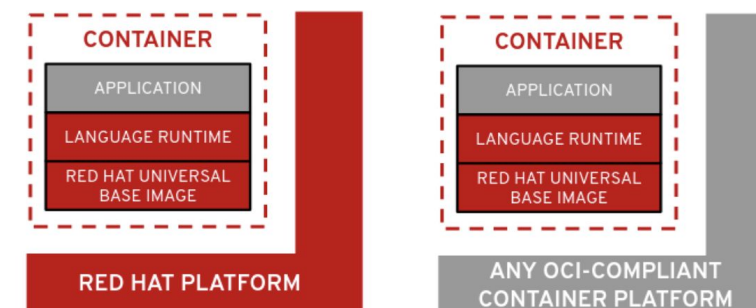 CONTAINER
APPLICATION
LANGUAGE RUNTIME
RED HAT UNIVERSAL
BASE IMAGE
RED HAT PLATFORM
CONTAINER
APPLICATION
LANGUAGE RUNTIME
RED HAT UNIVERSAL
BASE IMAGE
ANY OCI-COMPLIANT
CONTAINER PLATFORM